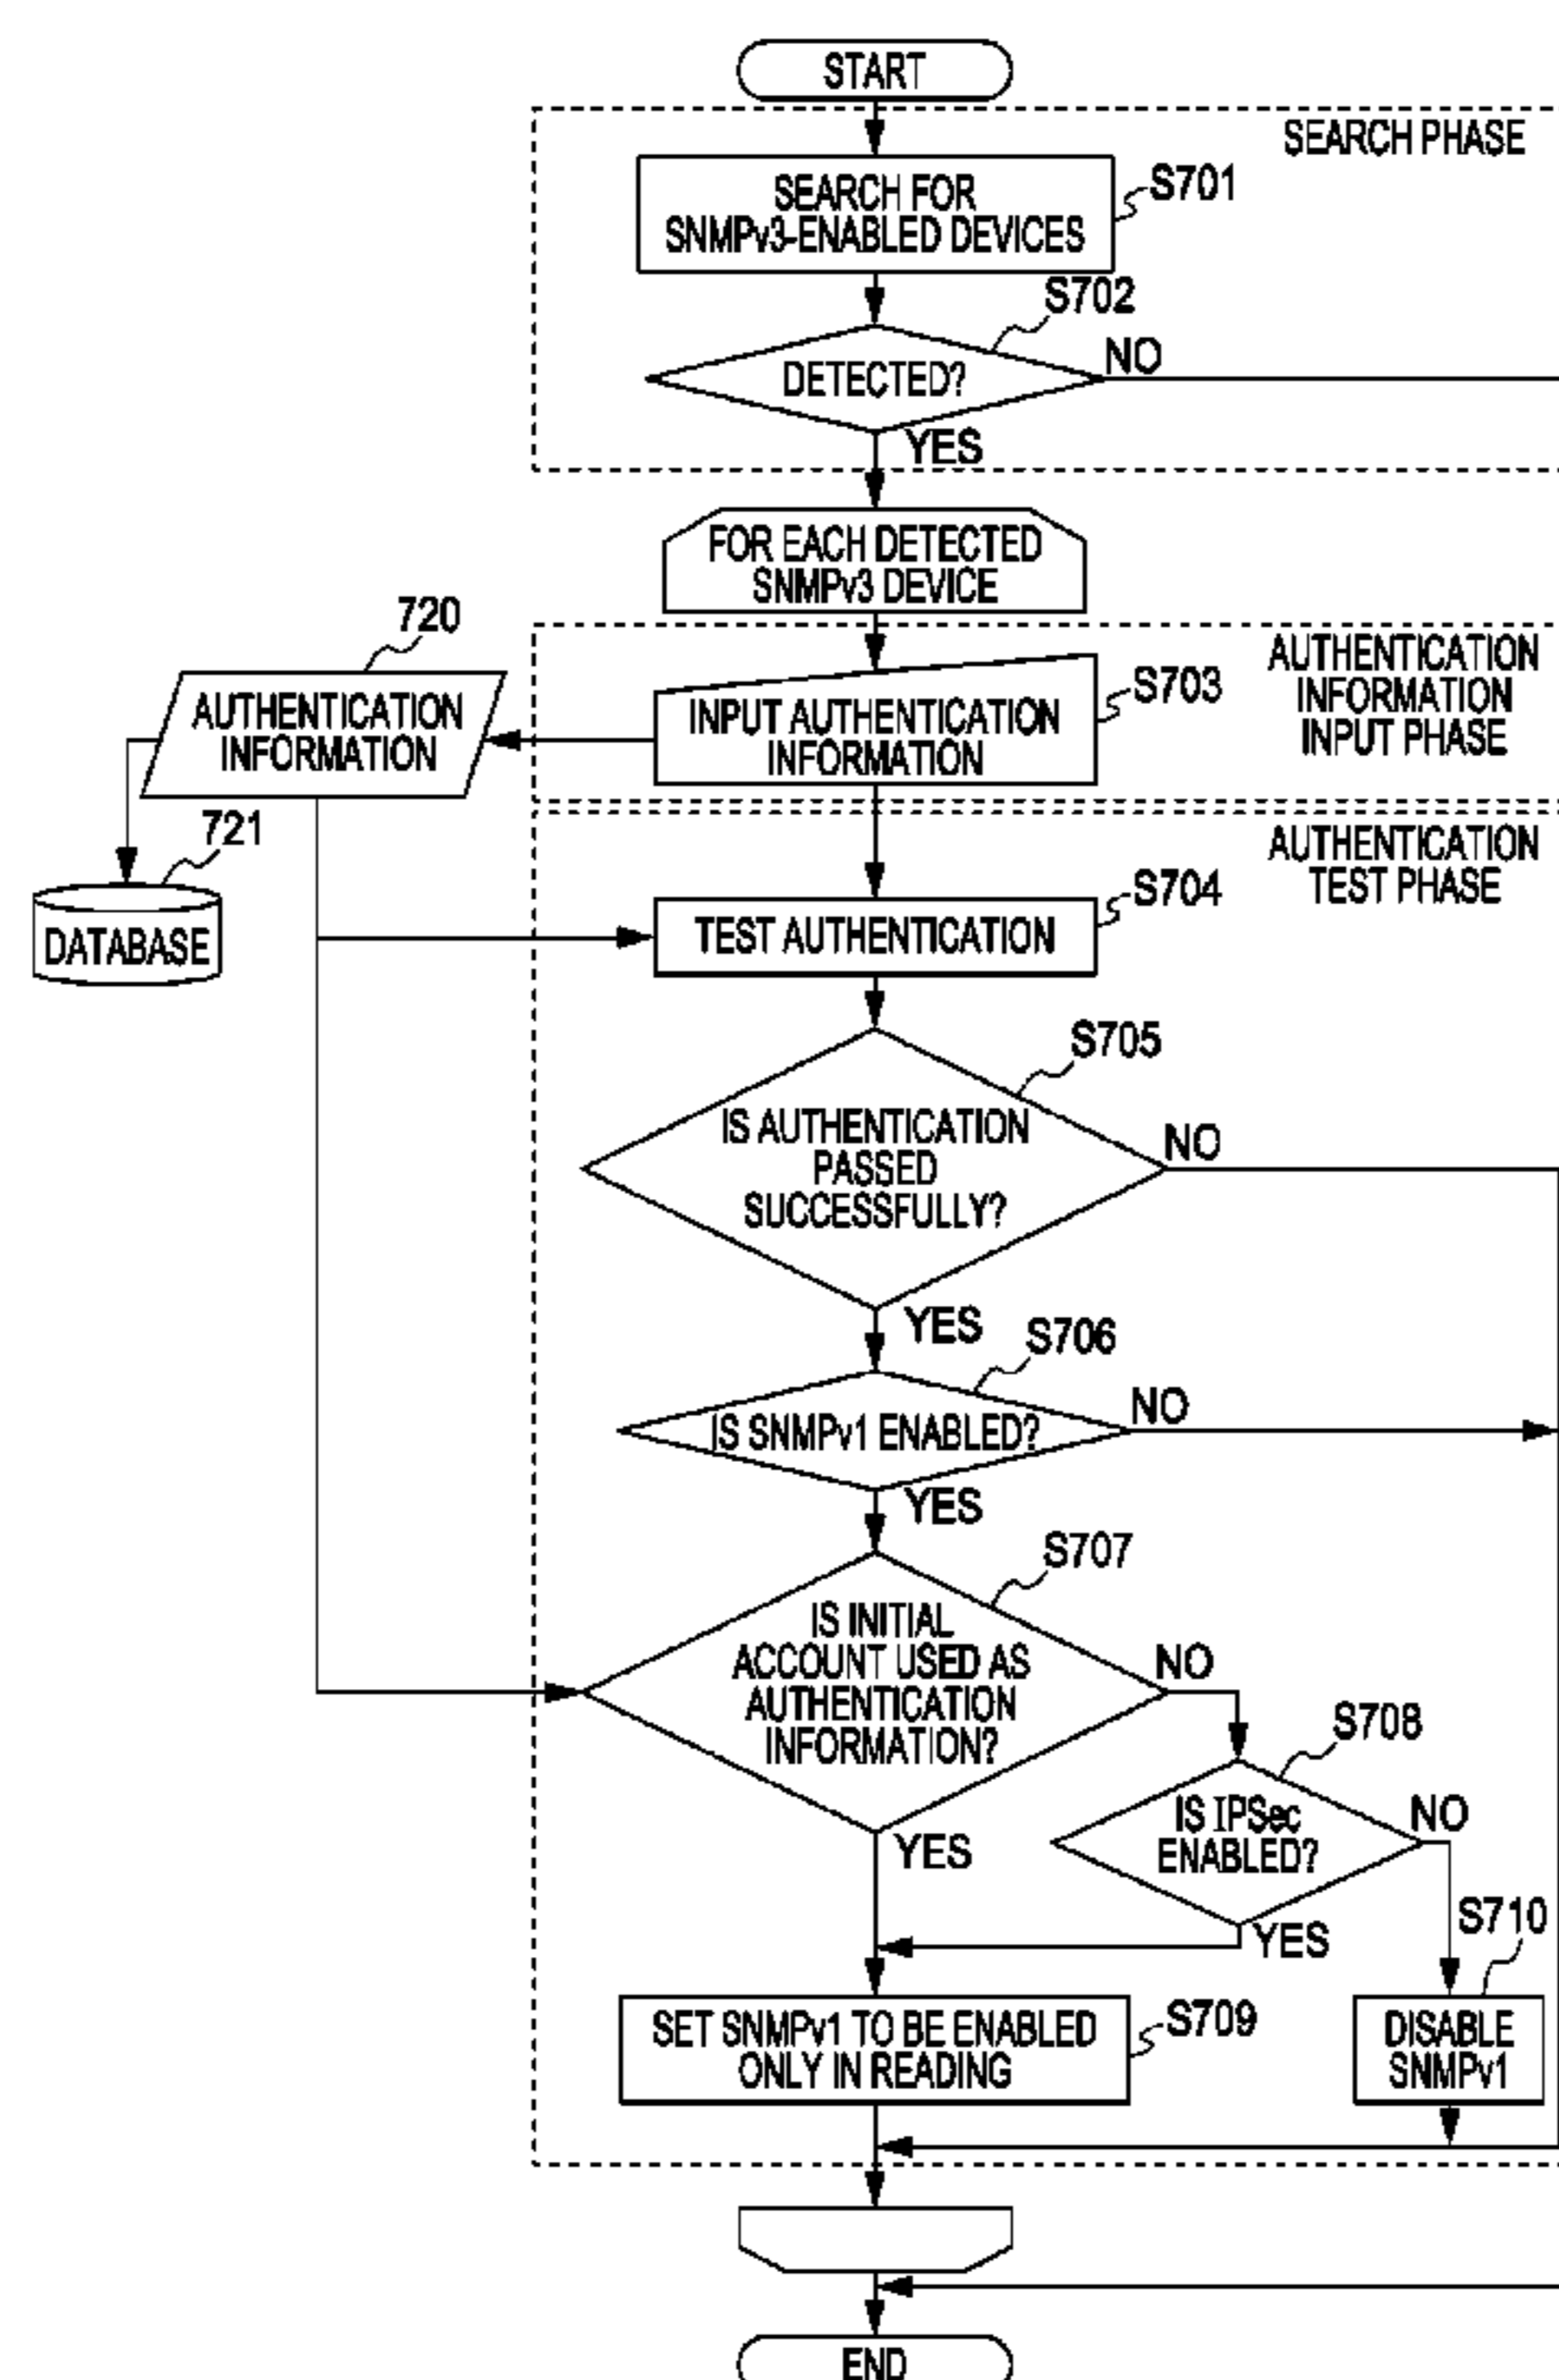 START
SEARCH PHASE
SEARCH FOR
SNMPv3-ENABLED DEVICES
S701
S702
DETECTED?
NO
YES
FOR EACH DETECTED
SNMPv3 DEVICE
720
AUTHENTICATION
INFORMATION
INPUT AUTHENTICATION
INFORMATION
S703
AUTHENTICATION
INFORMATION
INPUT PHASE
721
DATABASE
AUTHENTICATION
TEST PHASE
S704
TEST AUTHENTICATION
S705
IS AUTHENTICATION
PASSED
SUCCESSFULLY?
NO
YES
S706
IS SNMPv1 ENABLED?
NO
YES
S707
IS INITIAL
ACCOUNT USED AS
AUTHENTICATION
INFORMATION?
NO
YES
S708
IS IPSec
ENABLED?
NO
YES
S710
SET SNMPv1 TO BE ENABLED
ONLY IN READING
S709
DISABLE
SNMPv1
END